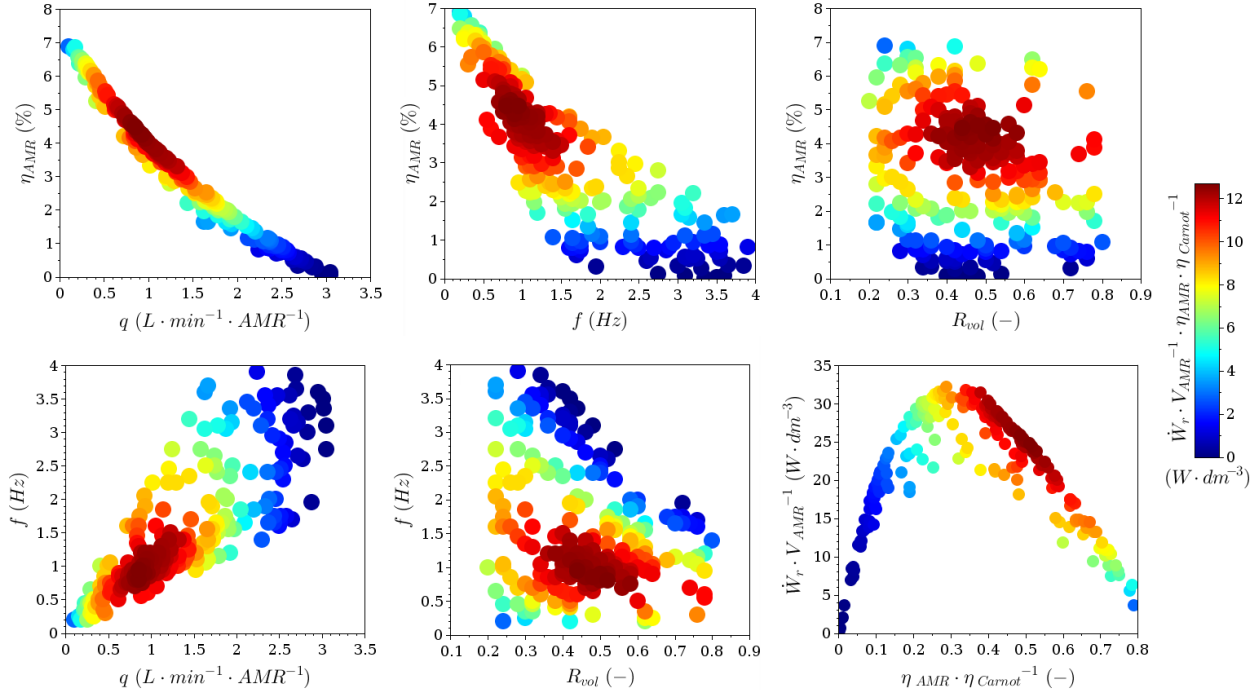 8
7
6
5
4
3
2
1
0
η_AMR (%)
0 0.5 1 1.5 2 2.5 3 3.5
q (L · min⁻¹ · AMR⁻¹)
7
6
5
4
3
2
1
0
η_AMR (%)
0 0.5 1 1.5 2 2.5 3 3.5 4
f (Hz)
8
7
6
5
4
3
2
1
0
η_AMR (%)
0.1 0.2 0.3 0.4 0.5 0.6 0.7 0.8 0.9
R_vol (−)
12
10
8
6
4
2
0
Ẇ_r · V_AMR⁻¹ · η_AMR · η_Carnot⁻¹
(W · dm⁻³)
4
3.5
3
2.5
2
1.5
1
0.5
0
f (Hz)
0 0.5 1 1.5 2 2.5 3 3.5
q (L · min⁻¹ · AMR⁻¹)
4
3.5
3
2.5
2
1.5
1
0.5
0
f (Hz)
0.1 0.2 0.3 0.4 0.5 0.6 0.7 0.8 0.9
R_vol (−)
35
30
25
20
15
10
5
0
Ẇ_r · V_AMR⁻¹ (W · dm⁻³)
0 0.1 0.2 0.3 0.4 0.5 0.6 0.7 0.8
η_AMR · η_Carnot⁻¹ (−)